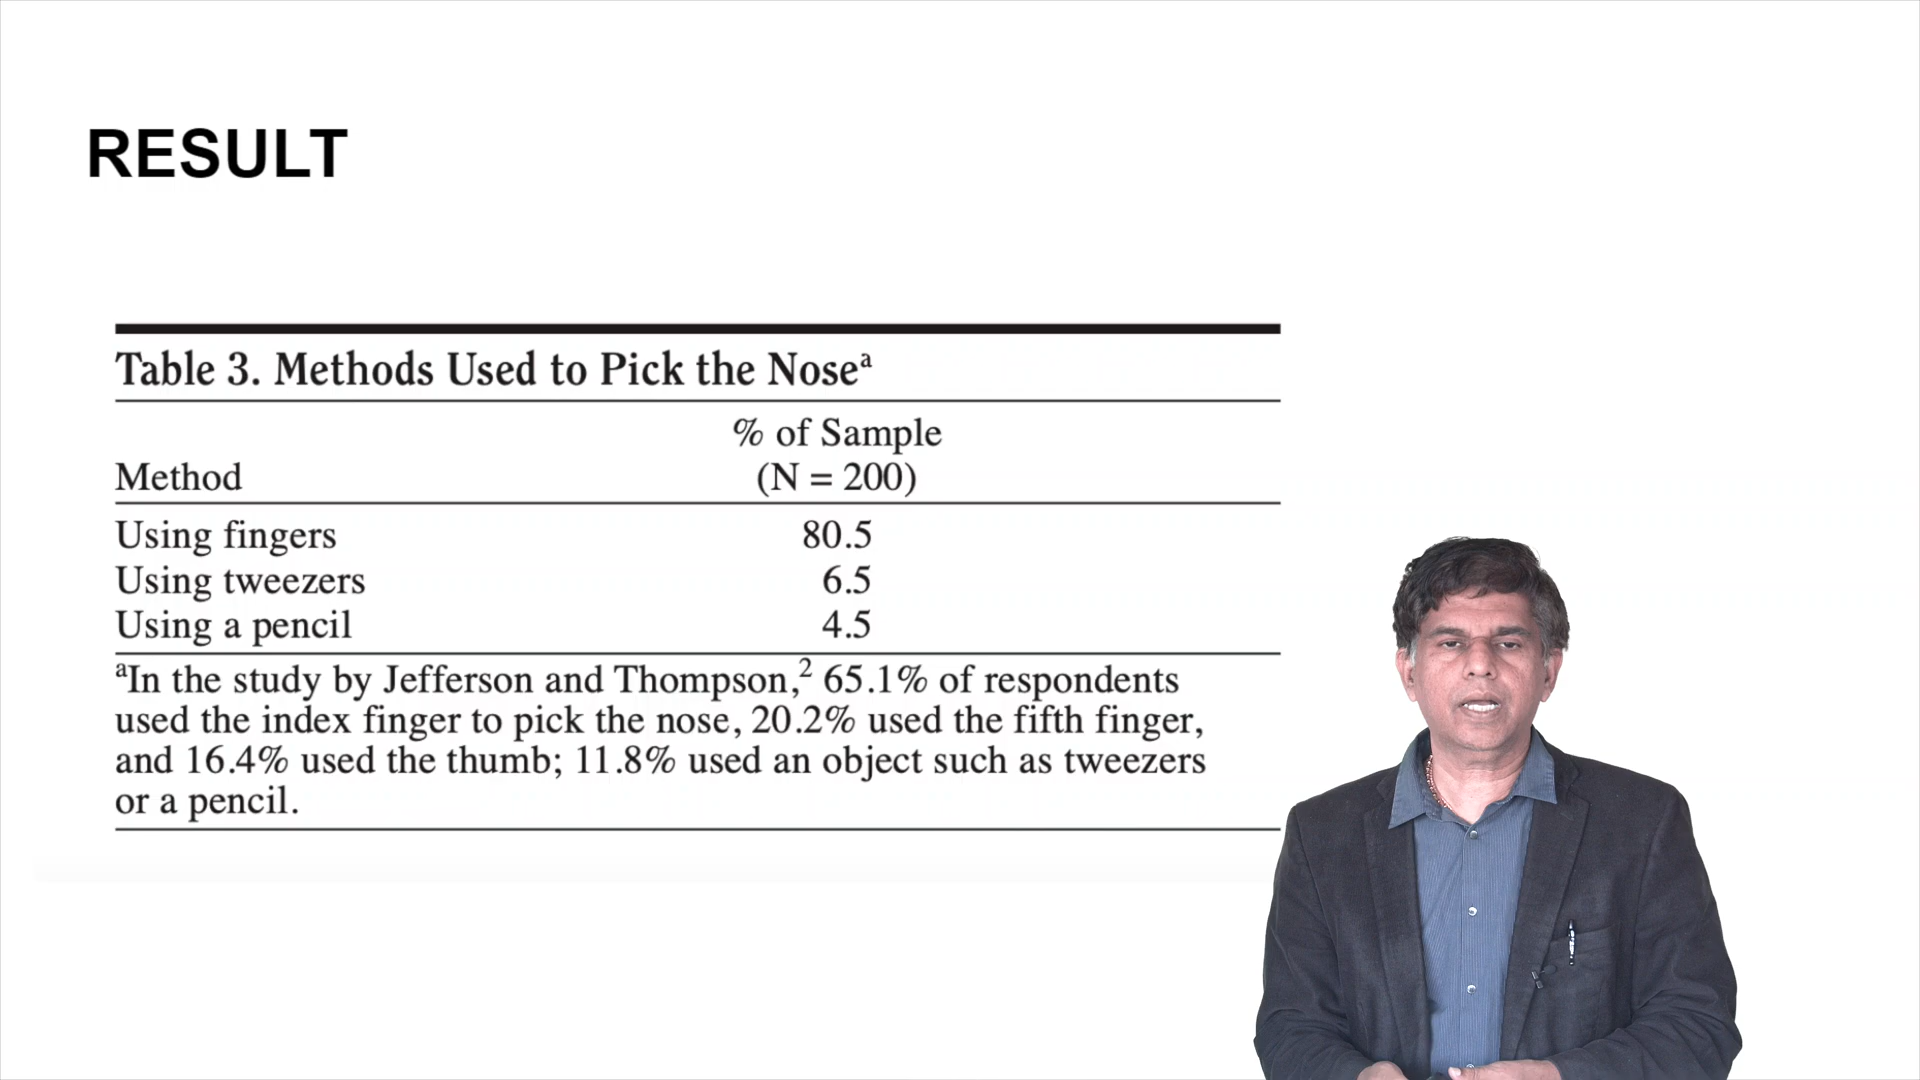 RESULT
Table 3. Methods Used to Pick the Noseᵃ
% of Sample
Method (N = 200)
Using fingers 80.5
Using tweezers 6.5
Using a pencil 4.5
ᵃIn the study by Jefferson and Thompson,² 65.1% of respondents
used the index finger to pick the nose, 20.2% used the fifth finger,
and 16.4% used the thumb; 11.8% used an object such as tweezers
or a pencil.